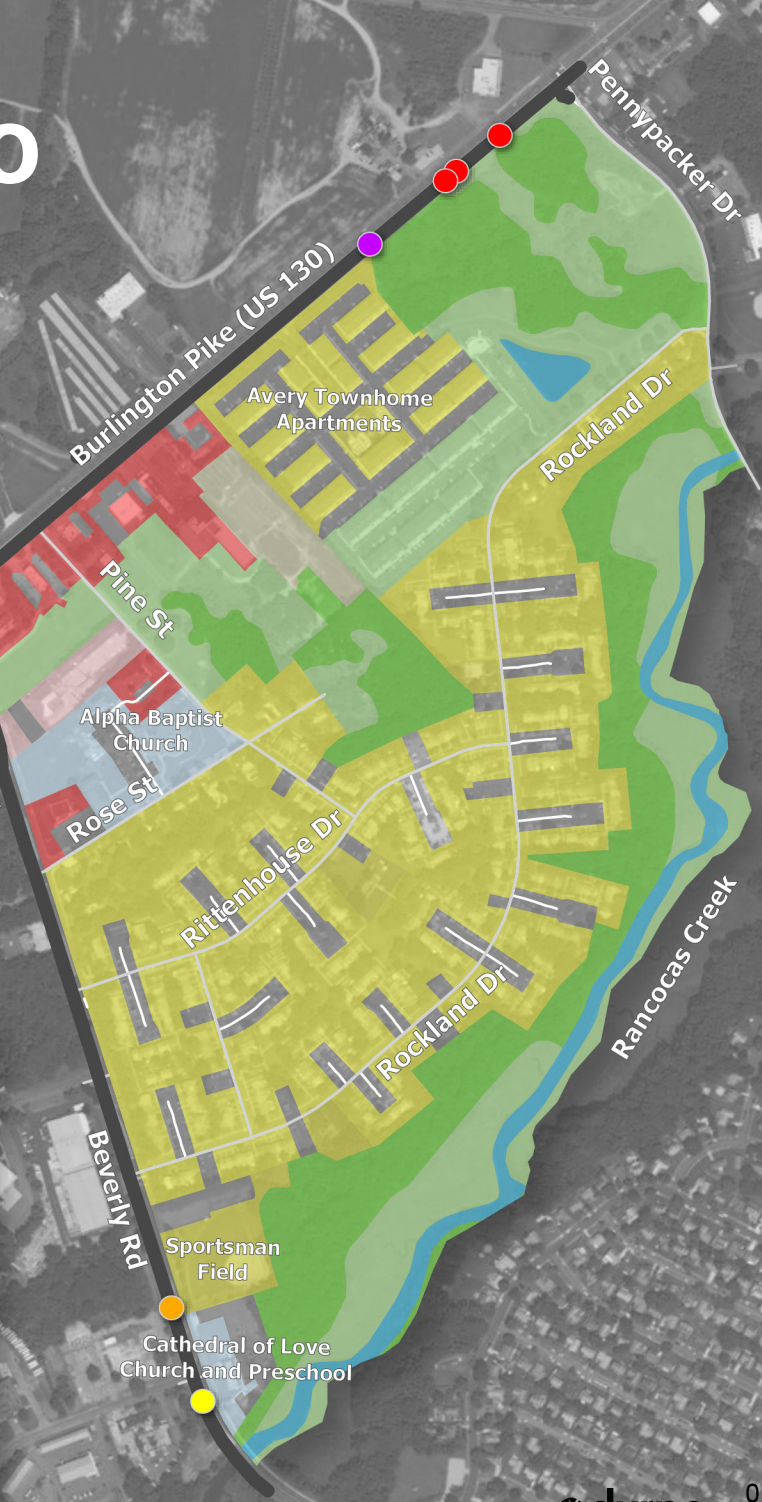 Pennypacker Dr
o
Burlington Pike (US 130)
Rockland Dr
Avery Townhome
Apartments
Pine St
Alpha Baptist
Church
Rose St
Rittenhouse Dr
Rancocas Creek
Rockland Dr
Beverly Rd
Sportsman
Field
Cathedral of Love
Church and Preschool
0